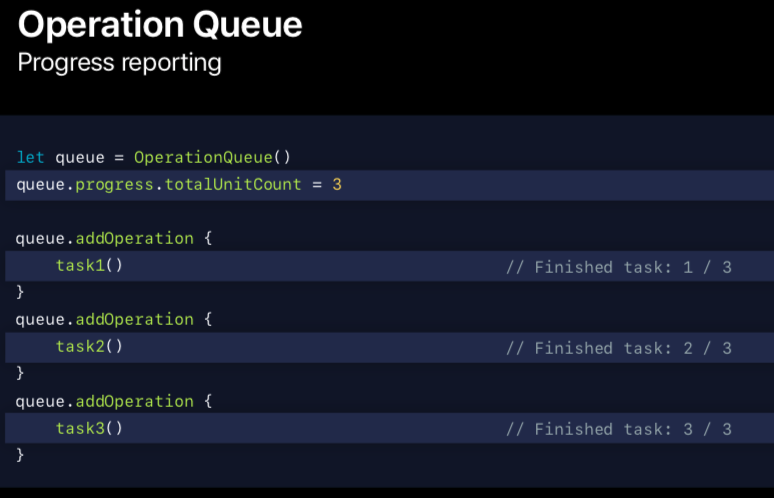 Operation Queue
Progress reporting
let queue = OperationQueue()
queue.progress.totalUnitCount = 3
queue.addOperation {
    task1() // Finished task: 1 / 3
}
queue.addOperation {
    task2() // Finished task: 2 / 3
}
queue.addOperation {
    task3() // Finished task: 3 / 3
}